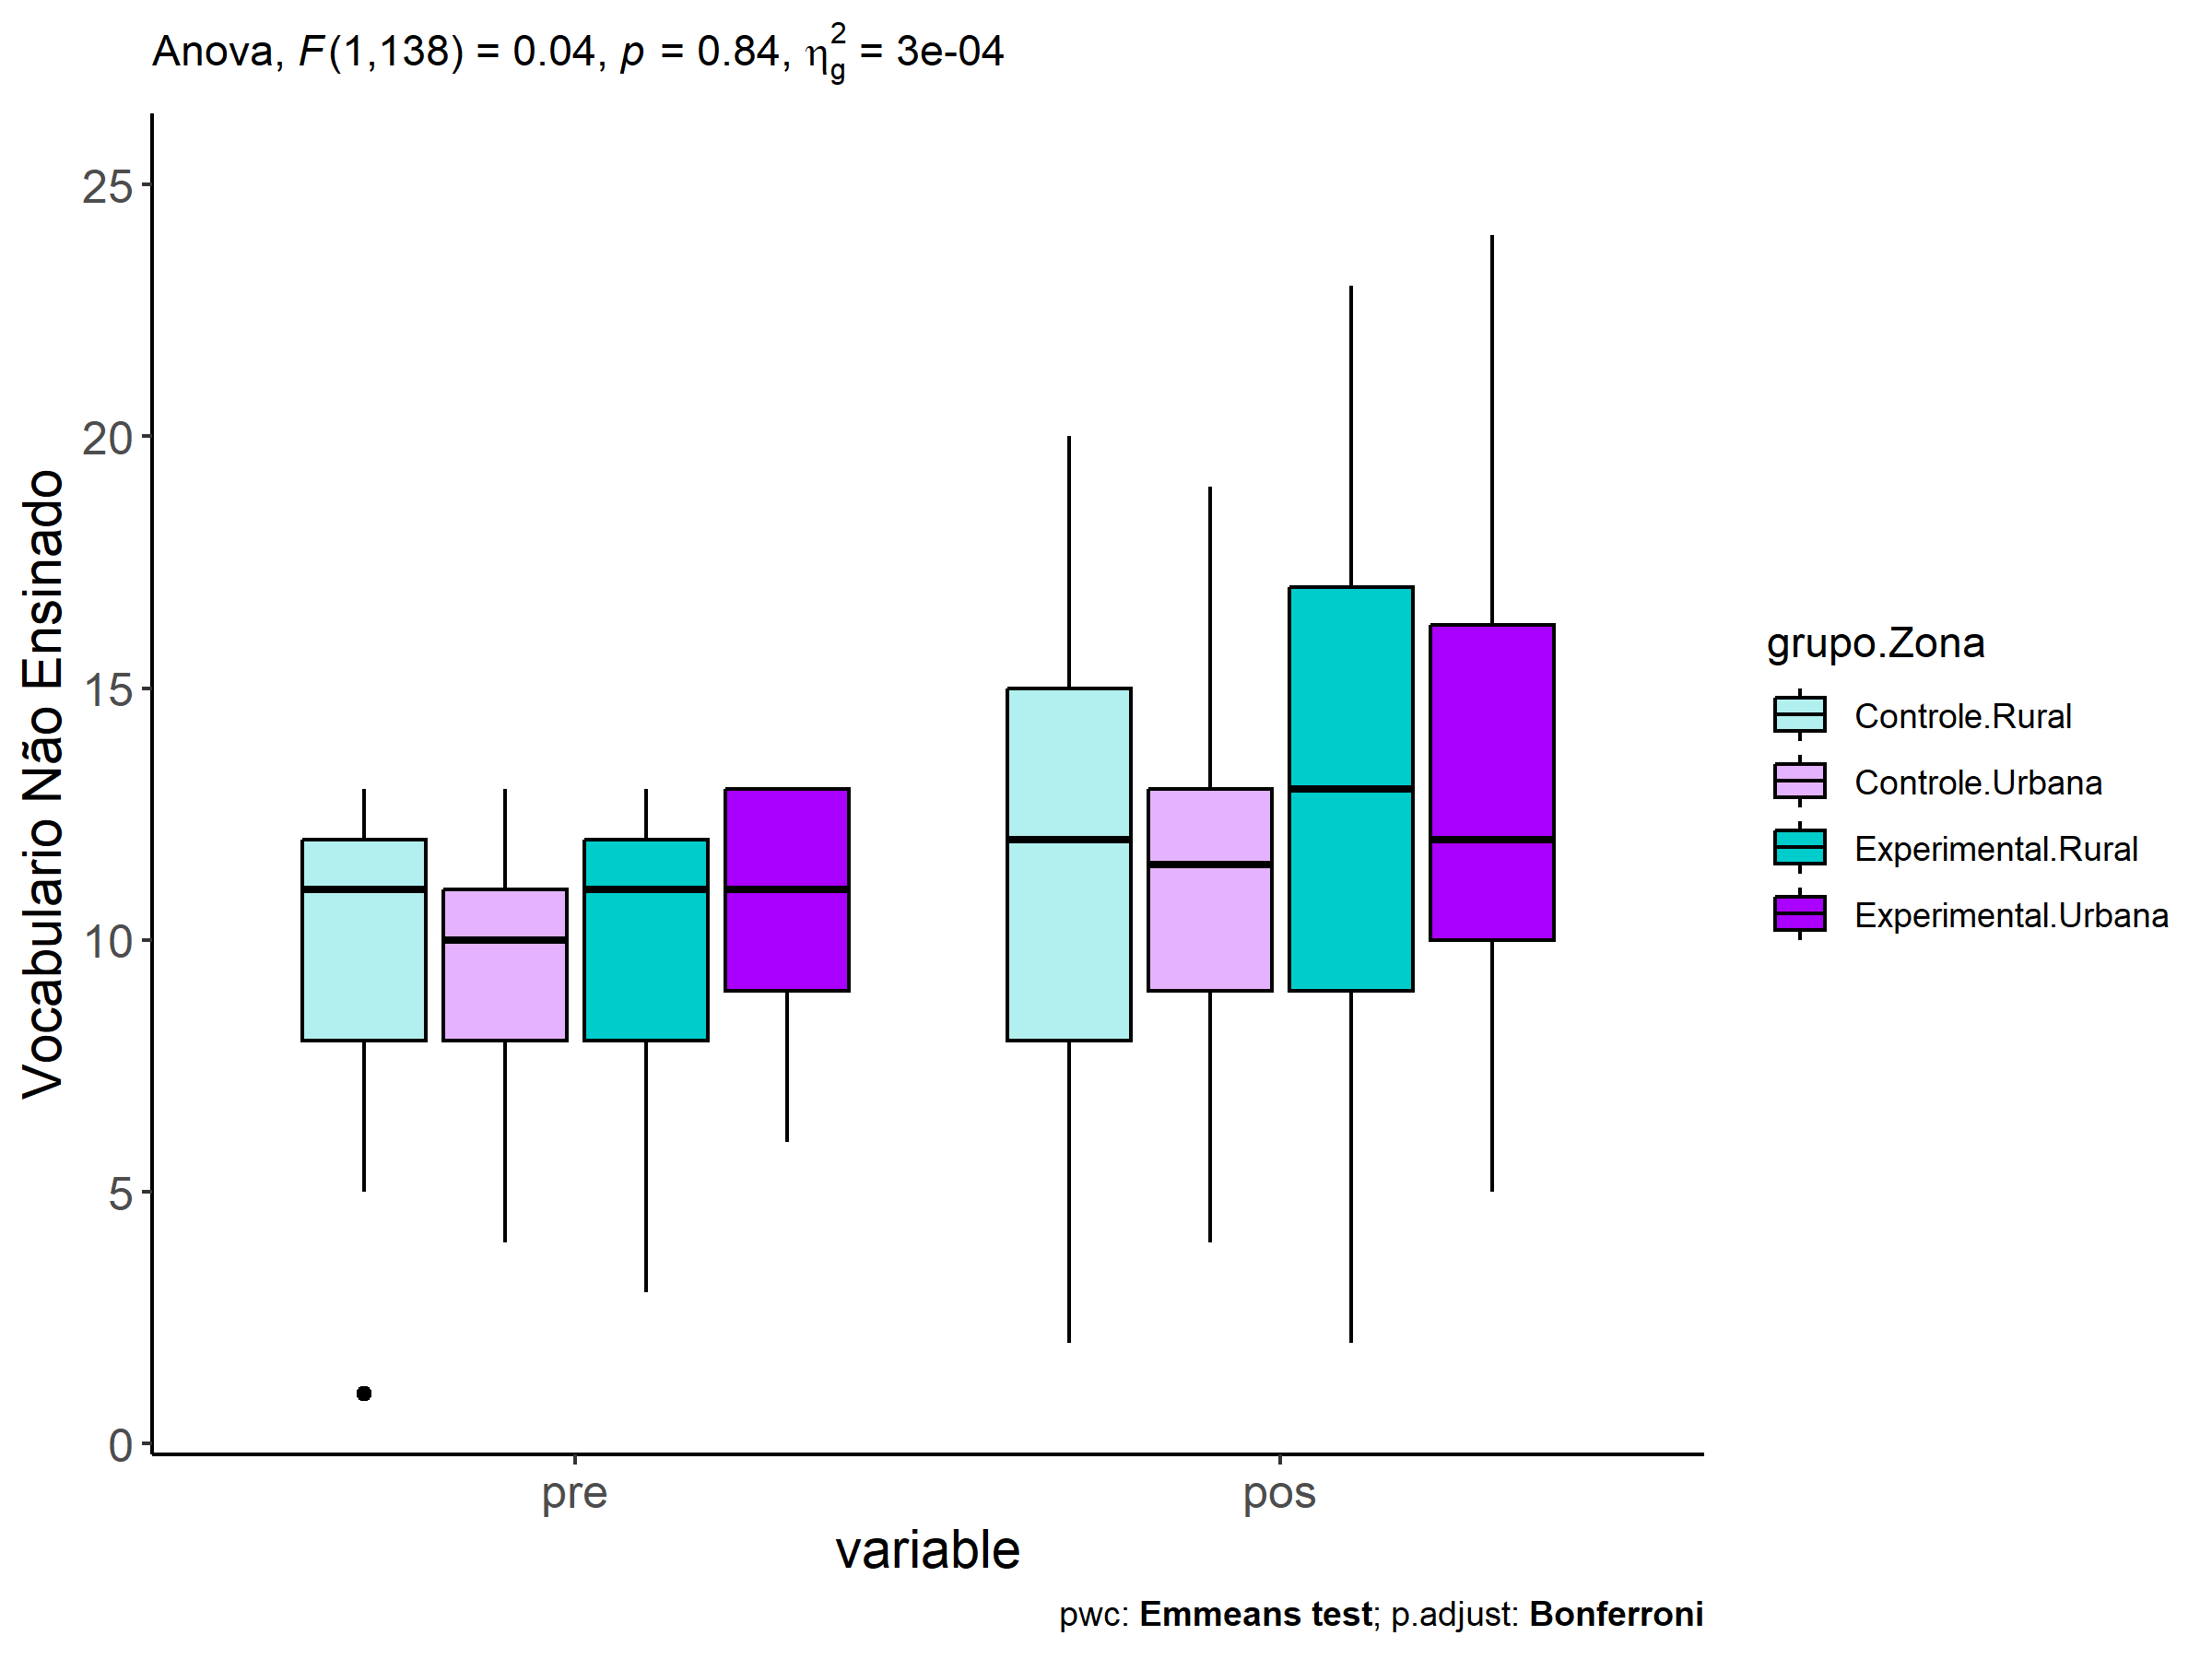 Anova, F(1,138) = 0.04, p = 0.84, η²g = 3e-04
25
20
15
10
5
0
Vocabulario Não Ensinado
pre
pos
variable
grupo.Zona
Controle.Rural
Controle.Urbana
Experimental.Rural
Experimental.Urbana
pwc: Emmeans test; p.adjust: Bonferroni